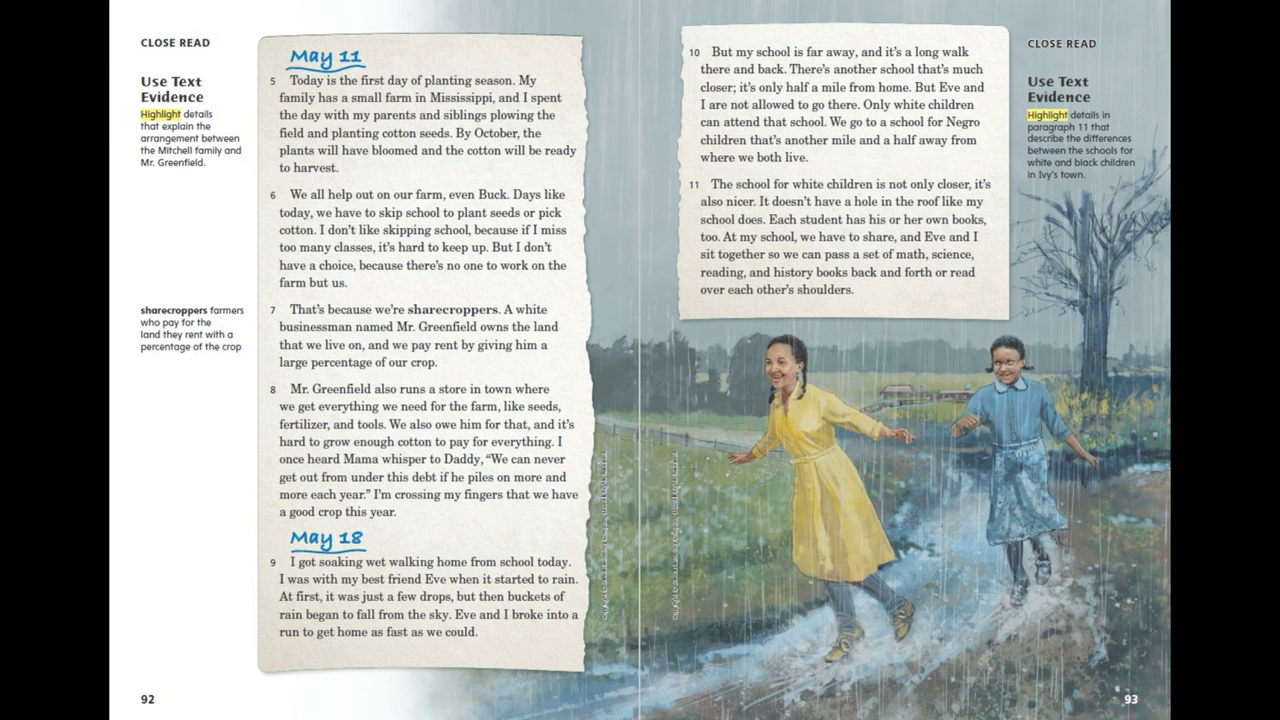 CLOSE READ
Use Text
Evidence
Highlight details
that explain the
arrangement between
the Mitchell family and
Mr. Greenfield.
sharecroppers farmers
who pay for the
land they rent with a
percentage of the crop
May 11
5 Today is the first day of planting season. My
family has a small farm in Mississippi, and I spent
the day with my parents and siblings plowing the
field and planting cotton seeds. By October, the
plants will have bloomed and the cotton will be ready
to harvest.
6 We all help out on our farm, even Buck. Days like
today, we have to skip school to plant seeds or pick
cotton. I don’t like skipping school, because if I miss
too many classes, it’s hard to keep up. But I don’t
have a choice, because there’s no one to work on the
farm but us.
7 That’s because we’re sharecroppers. A white
businessman named Mr. Greenfield owns the land
that we live on, and we pay rent by giving him a
large percentage of our crop.
8 Mr. Greenfield also runs a store in town where
we get everything we need for the farm, like seeds,
fertilizer, and tools. We also owe him for that, and it’s
hard to grow enough cotton to pay for everything. I
once heard Mama whisper to Daddy, “We can never
get out from under this debt if he piles on more and
more each year.” I’m crossing my fingers that we have
a good crop this year.
May 18
9 I got soaking wet walking home from school today.
I was with my best friend Eve when it started to rain.
At first, it was just a few drops, but then buckets of
rain began to fall from the sky. Eve and I broke into a
run to get home as fast as we could.
92
10 But my school is far away, and it’s a long walk
there and back. There’s another school that’s much
closer; it’s only half a mile from home. But Eve and
I are not allowed to go there. Only white children
can attend that school. We go to a school for Negro
children that’s another mile and a half away from
where we both live.
11 The school for white children is not only closer, it’s
also nicer. It doesn’t have a hole in the roof like my
school does. Each student has his or her own books,
too. At my school, we have to share, and Eve and I
sit together so we can pass a set of math, science,
reading, and history books back and forth or read
over each other’s shoulders.
CLOSE READ
Use Text
Evidence
Highlight details in
paragraph 11 that
describe the differences
between the schools for
white and black children
in Ivy’s town.
93